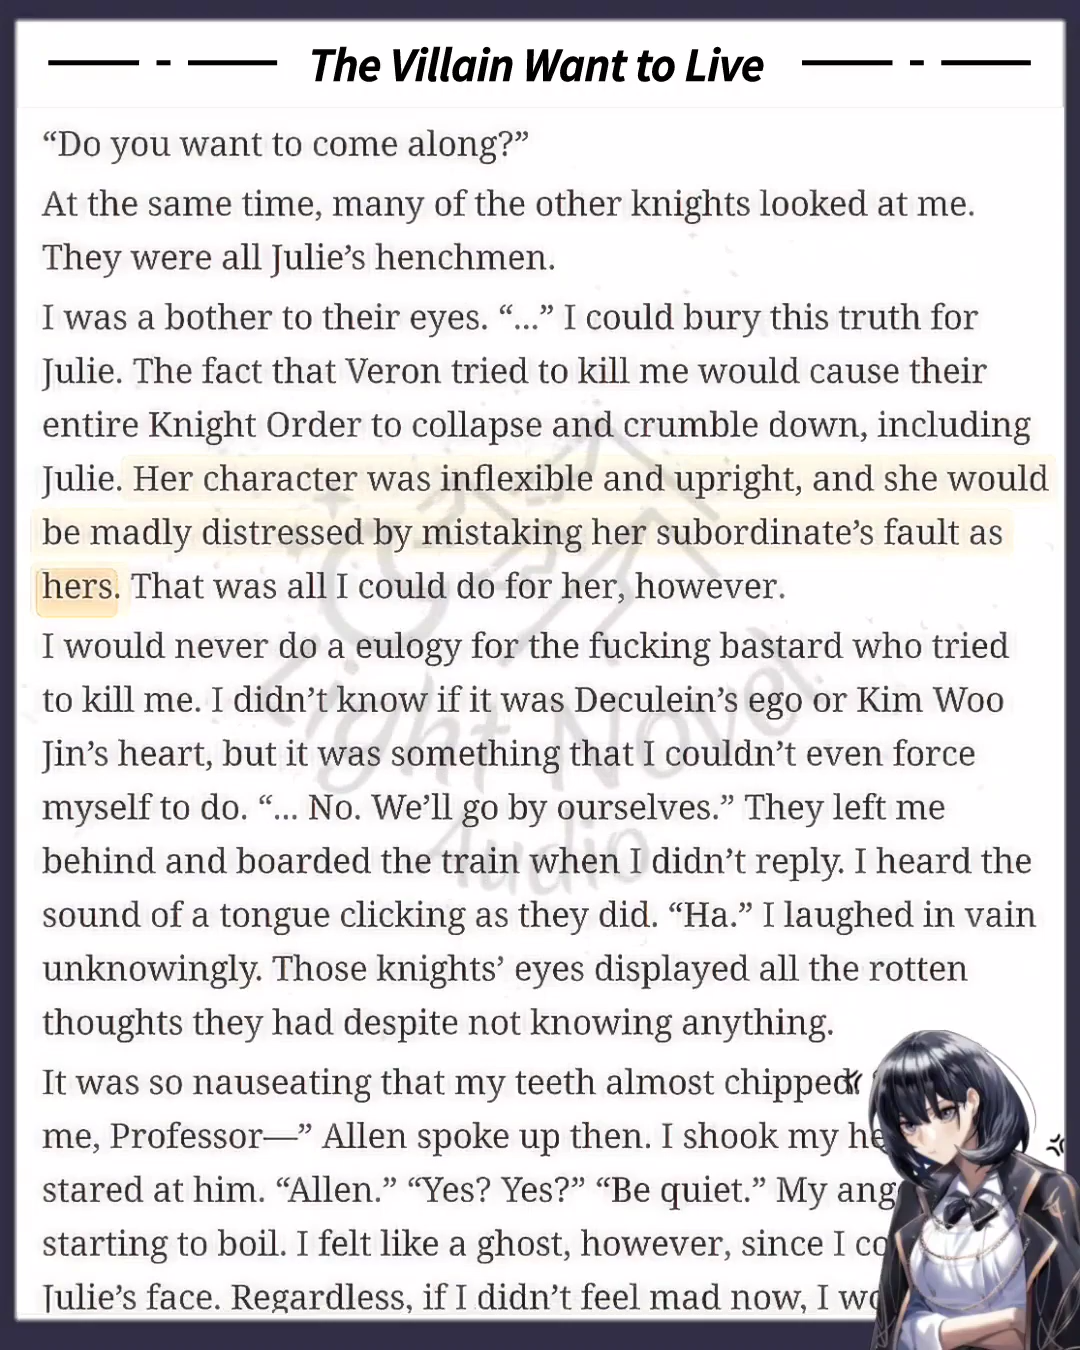 The Villain Want to Live
“Do you want to come along?”
At the same time, many of the other knights looked at me.
They were all Julie’s henchmen.
I was a bother to their eyes. “...” I could bury this truth for
Julie. The fact that Veron tried to kill me would cause their
entire Knight Order to collapse and crumble down, including
Julie. Her character was inflexible and upright, and she would
be madly distressed by mistaking her subordinate’s fault as
hers. That was all I could do for her, however.
I would never do a eulogy for the fucking bastard who tried
to kill me. I didn’t know if it was Deculein’s ego or Kim Woo
Jin’s heart, but it was something that I couldn’t even force
myself to do. “... No. We’ll go by ourselves.” They left me
behind and boarded the train when I didn’t reply. I heard the
sound of a tongue clicking as they did. “Ha.” I laughed in vain
unknowingly. Those knights’ eyes displayed all the rotten
thoughts they had despite not knowing anything.
It was so nauseating that my teeth almost chipped.
me, Professor—” Allen spoke up then. I shook my he
stared at him. “Allen.” “Yes? Yes?” “Be quiet.” My ang
starting to boil. I felt like a ghost, however, since I co
Julie’s face. Regardless, if I didn’t feel mad now, I wo
Light Novel
Audio